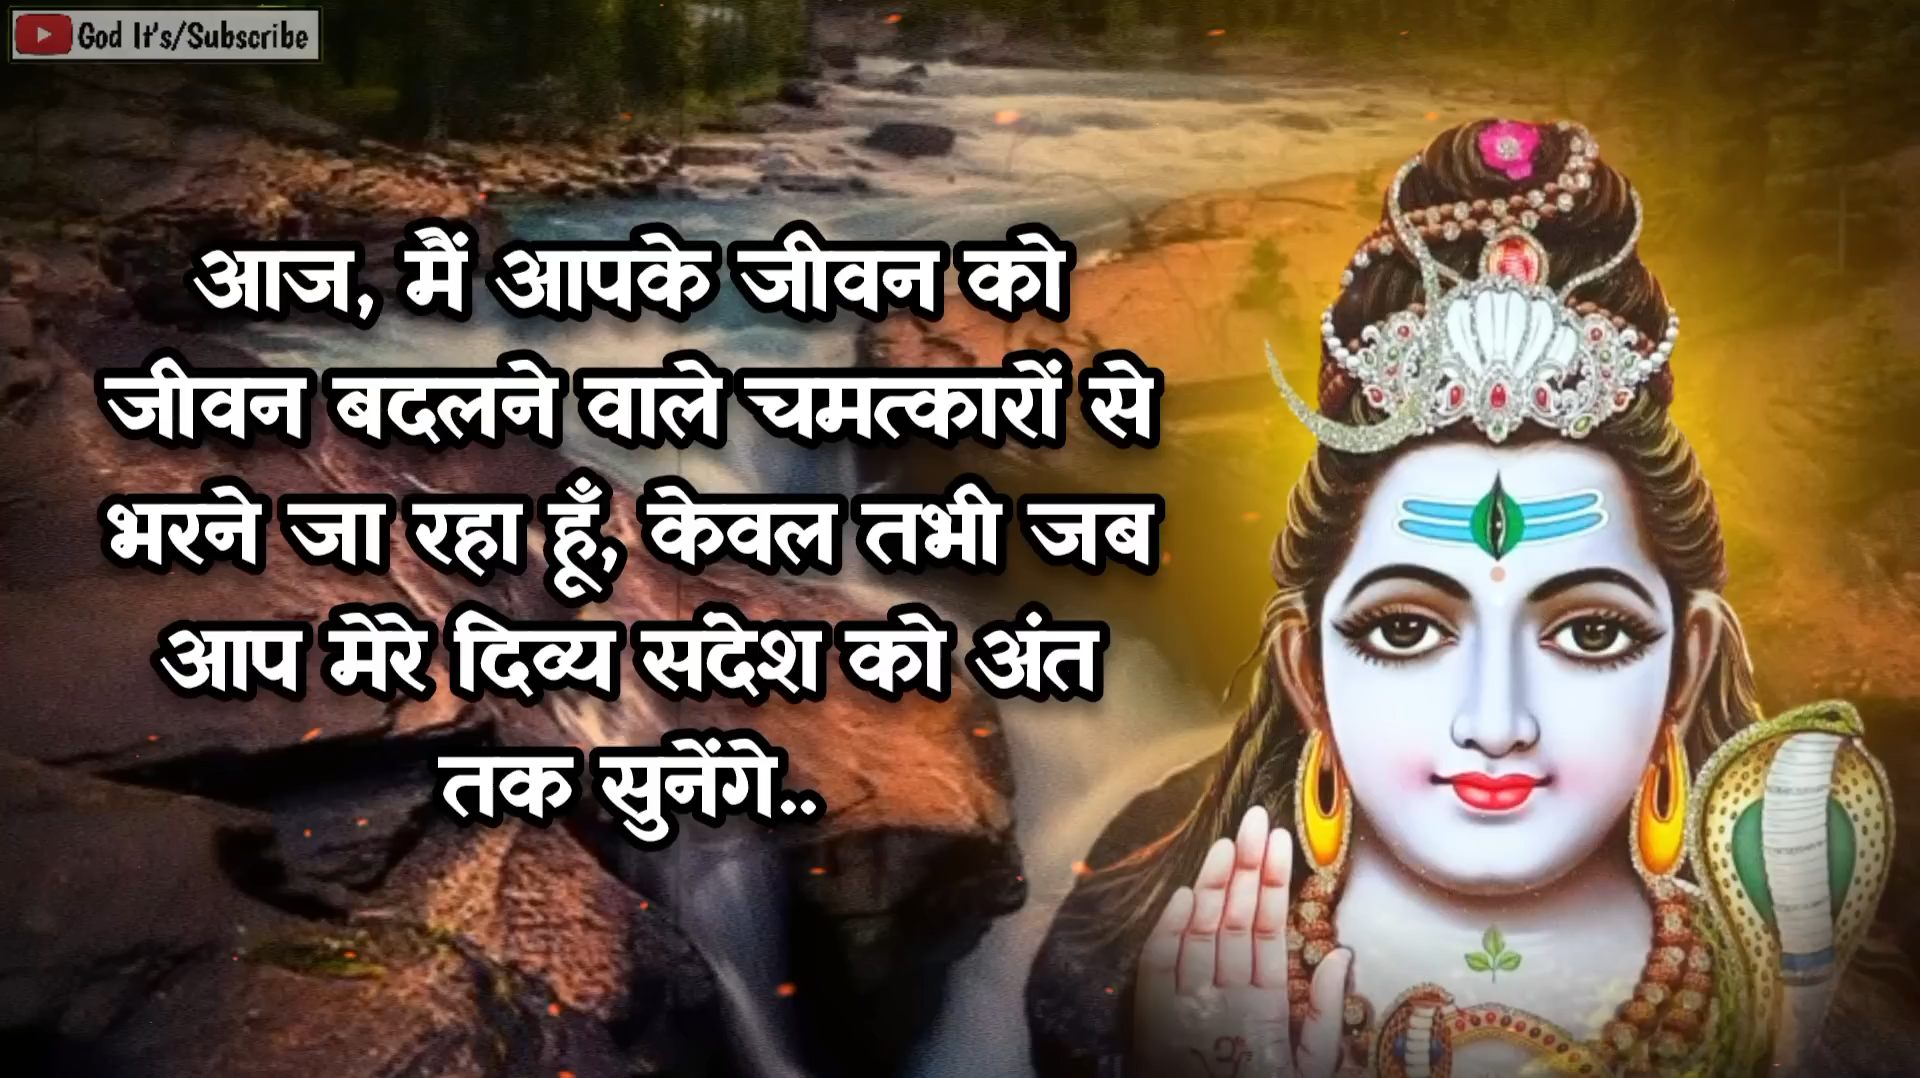 God It's/Subscribe
आज, मैं आपके जीवन को
जीवन बदलने वाले चमत्कारों से
भरने जा रहा हूँ, केवल तभी जब
आप मेरे दिव्य संदेश को अंत
तक सुनेंगे..
ॐ